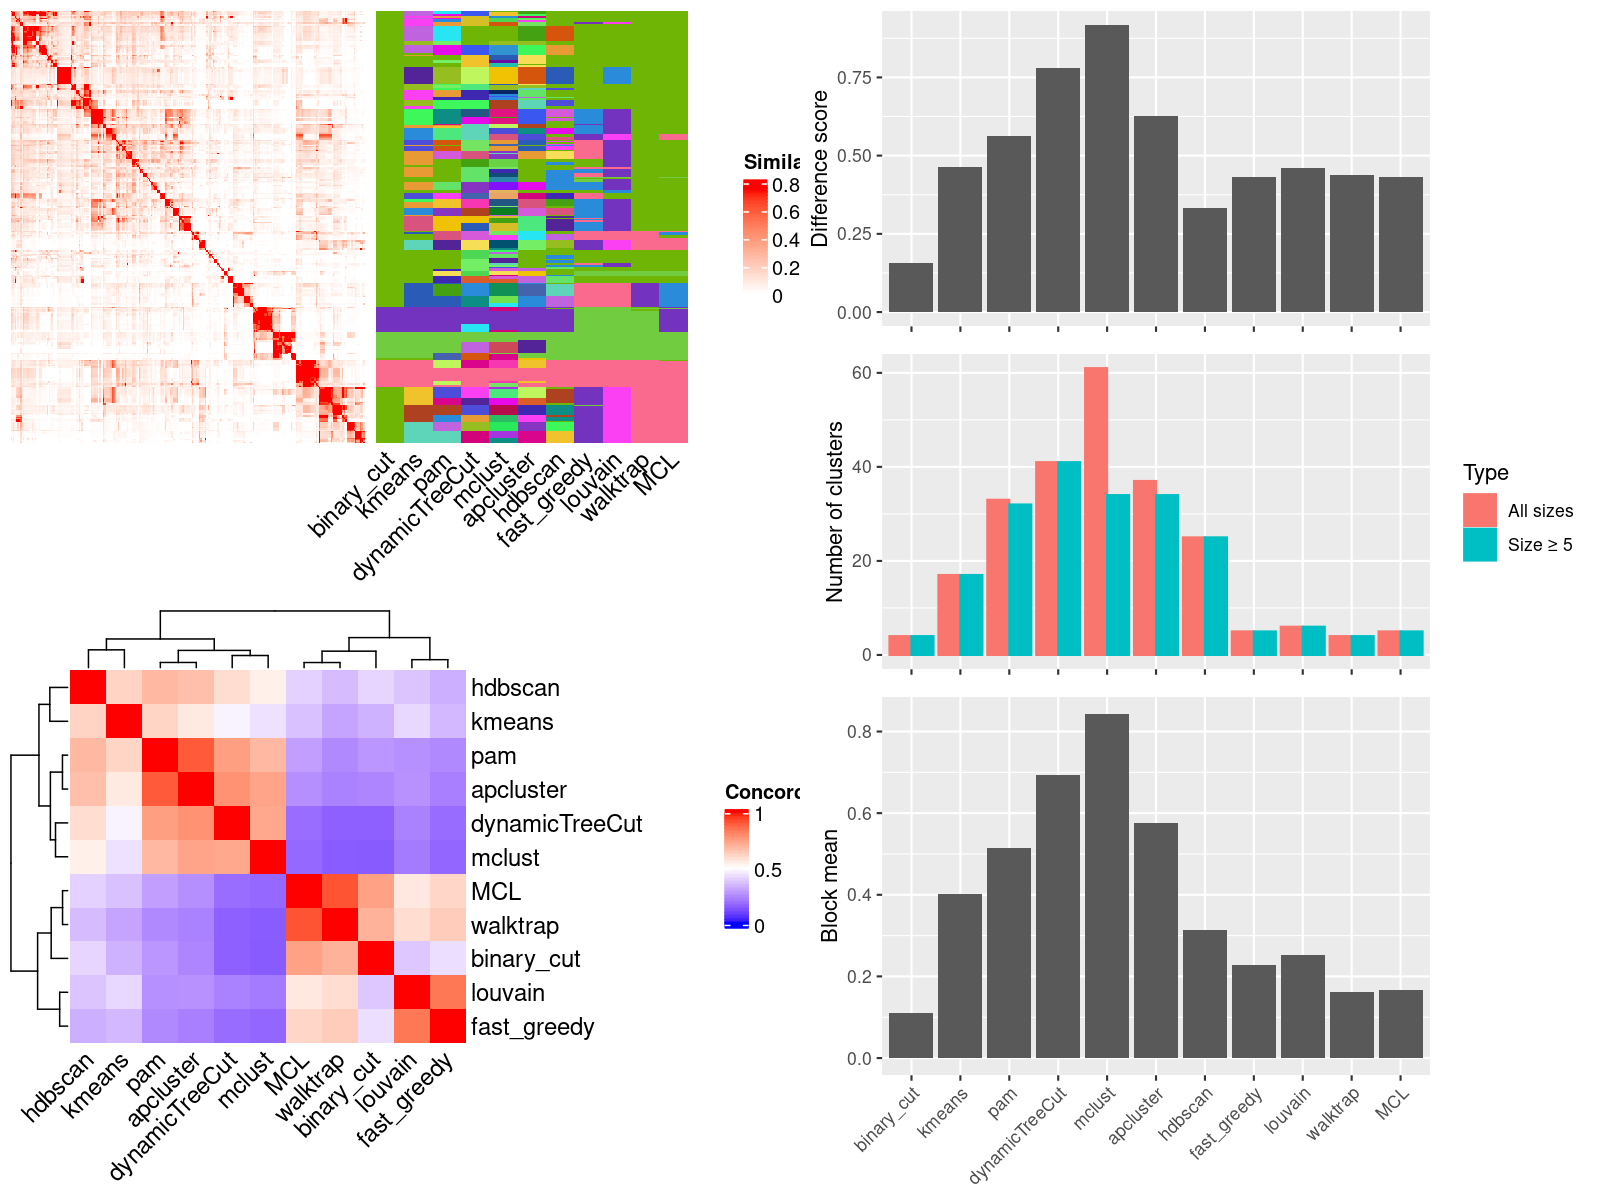 Simila
0.8
0.6
0.4
0.2
0
binary_cut
kmeans
pam
dynamicTreeCut
mclust
apcluster
hdbscan
fast_greedy
louvain
walktrap
MCL
hdbscan
kmeans
pam
apcluster
dynamicTreeCut
mclust
MCL
walktrap
binary_cut
louvain
fast_greedy
hdbscan
kmeans
pam
apcluster
dynamicTreeCut
mclust
MCL
walktrap
binary_cut
louvain
fast_greedy
Concord
1
0.5
0
Difference score
0.75
0.50
0.25
0.00
Number of clusters
60
40
20
0
Type
All sizes
Size ≥ 5
Block mean
0.8
0.6
0.4
0.2
0.0
binary_cut
kmeans
pam
dynamicTreeCut
mclust
apcluster
hdbscan
fast_greedy
louvain
walktrap
MCL